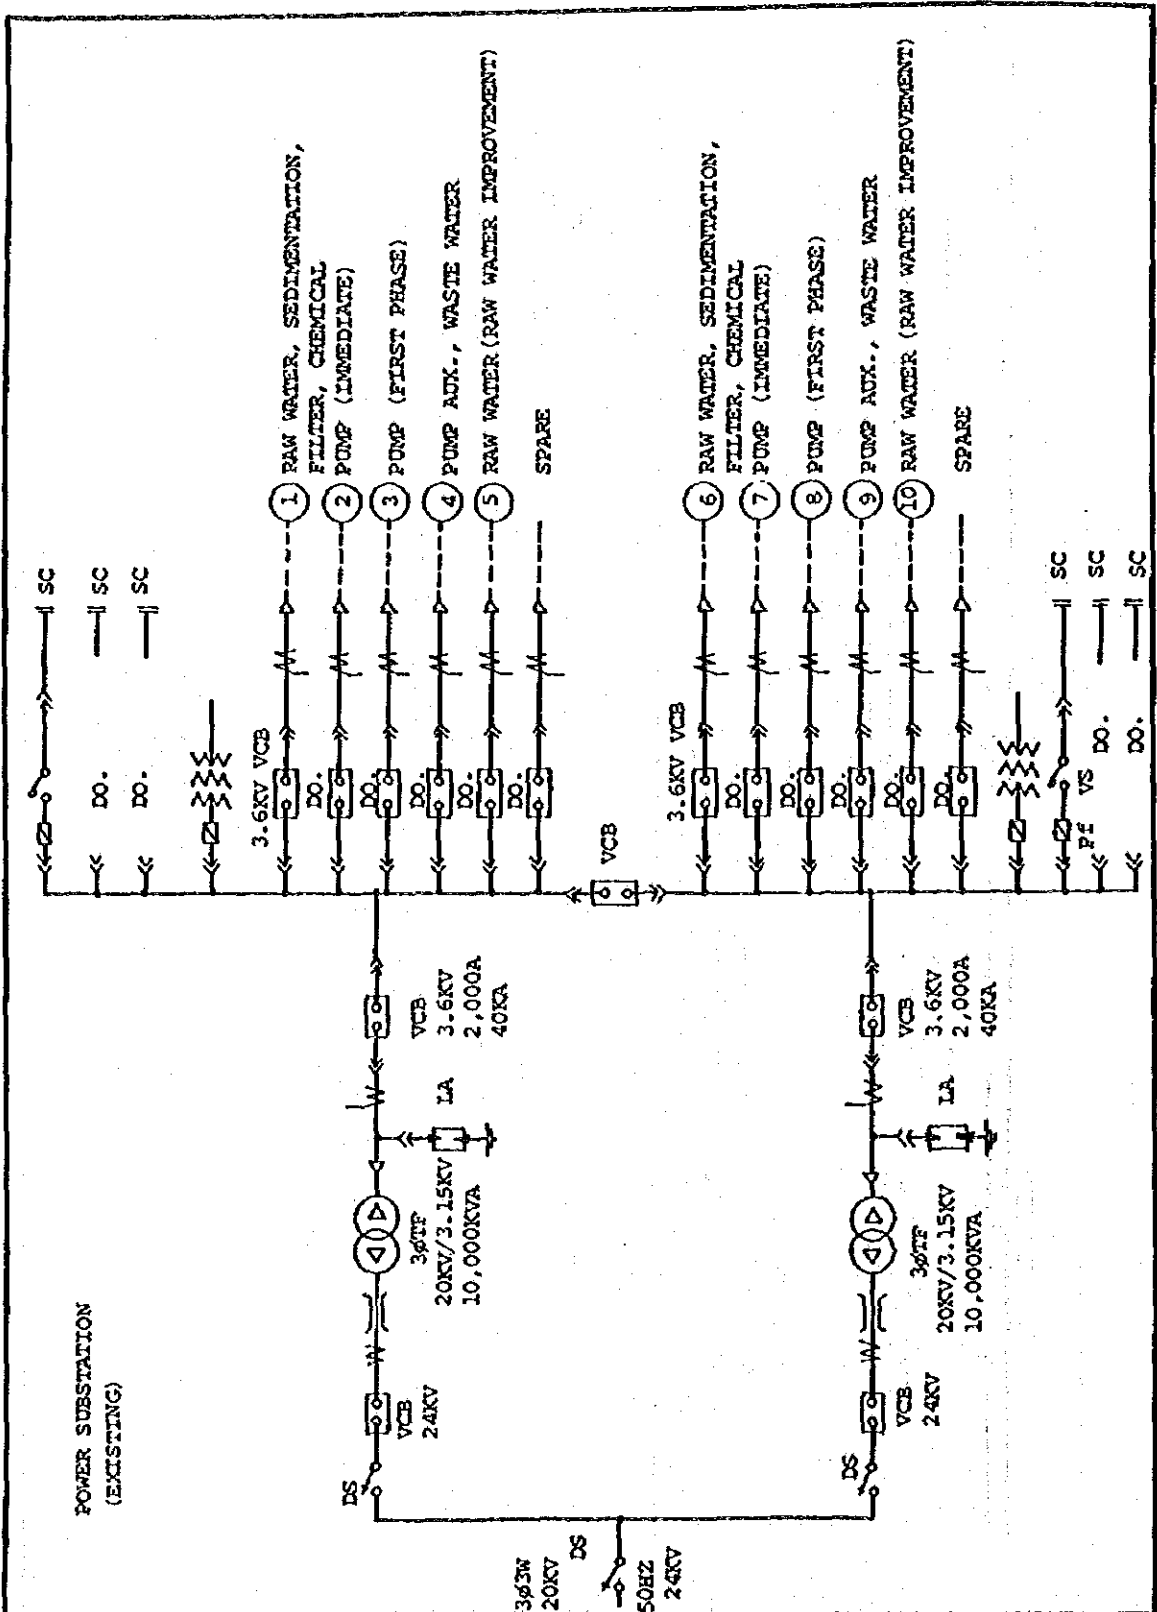 POWER SUBSTATION
(EXISTING)
3ø3W
20KV
50HZ
DS
24KV
DS
VCB
24KV
3øTF
20KV/3.15KV
10,000KVA
LA
VCB
3.6KV
2,000A
40KA
DS
VCB
24KV
3øTF
20KV/3.15KV
10,000KVA
LA
VCB
3.6KV
2,000A
40KA
VCB
SC
DO.
SC
DO.
SC
3.6KV VCB
1 RAW WATER, SEDIMENTATION,
FILTER, CHEMICAL
DO.
2 PUMP (IMMEDIATE)
DO.
3 PUMP (FIRST PHASE)
DO.
4 PUMP AUX., WASTE WATER
DO.
5 RAW WATER(RAW WATER IMPROVEMENT)
DO.
SPARE
3.6KV VCB
6 RAW WATER, SEDIMENTATION,
FILTER, CHEMICAL
DO.
7 PUMP (IMMEDIATE)
DO.
8 PUMP (FIRST PHASE)
DO.
9 PUMP AUX., WASTE WATER
DO.
10 RAW WATER (RAW WATER IMPROVEMENT)
DO.
SPARE
Pf VS SC
DO. SC
DO. SC